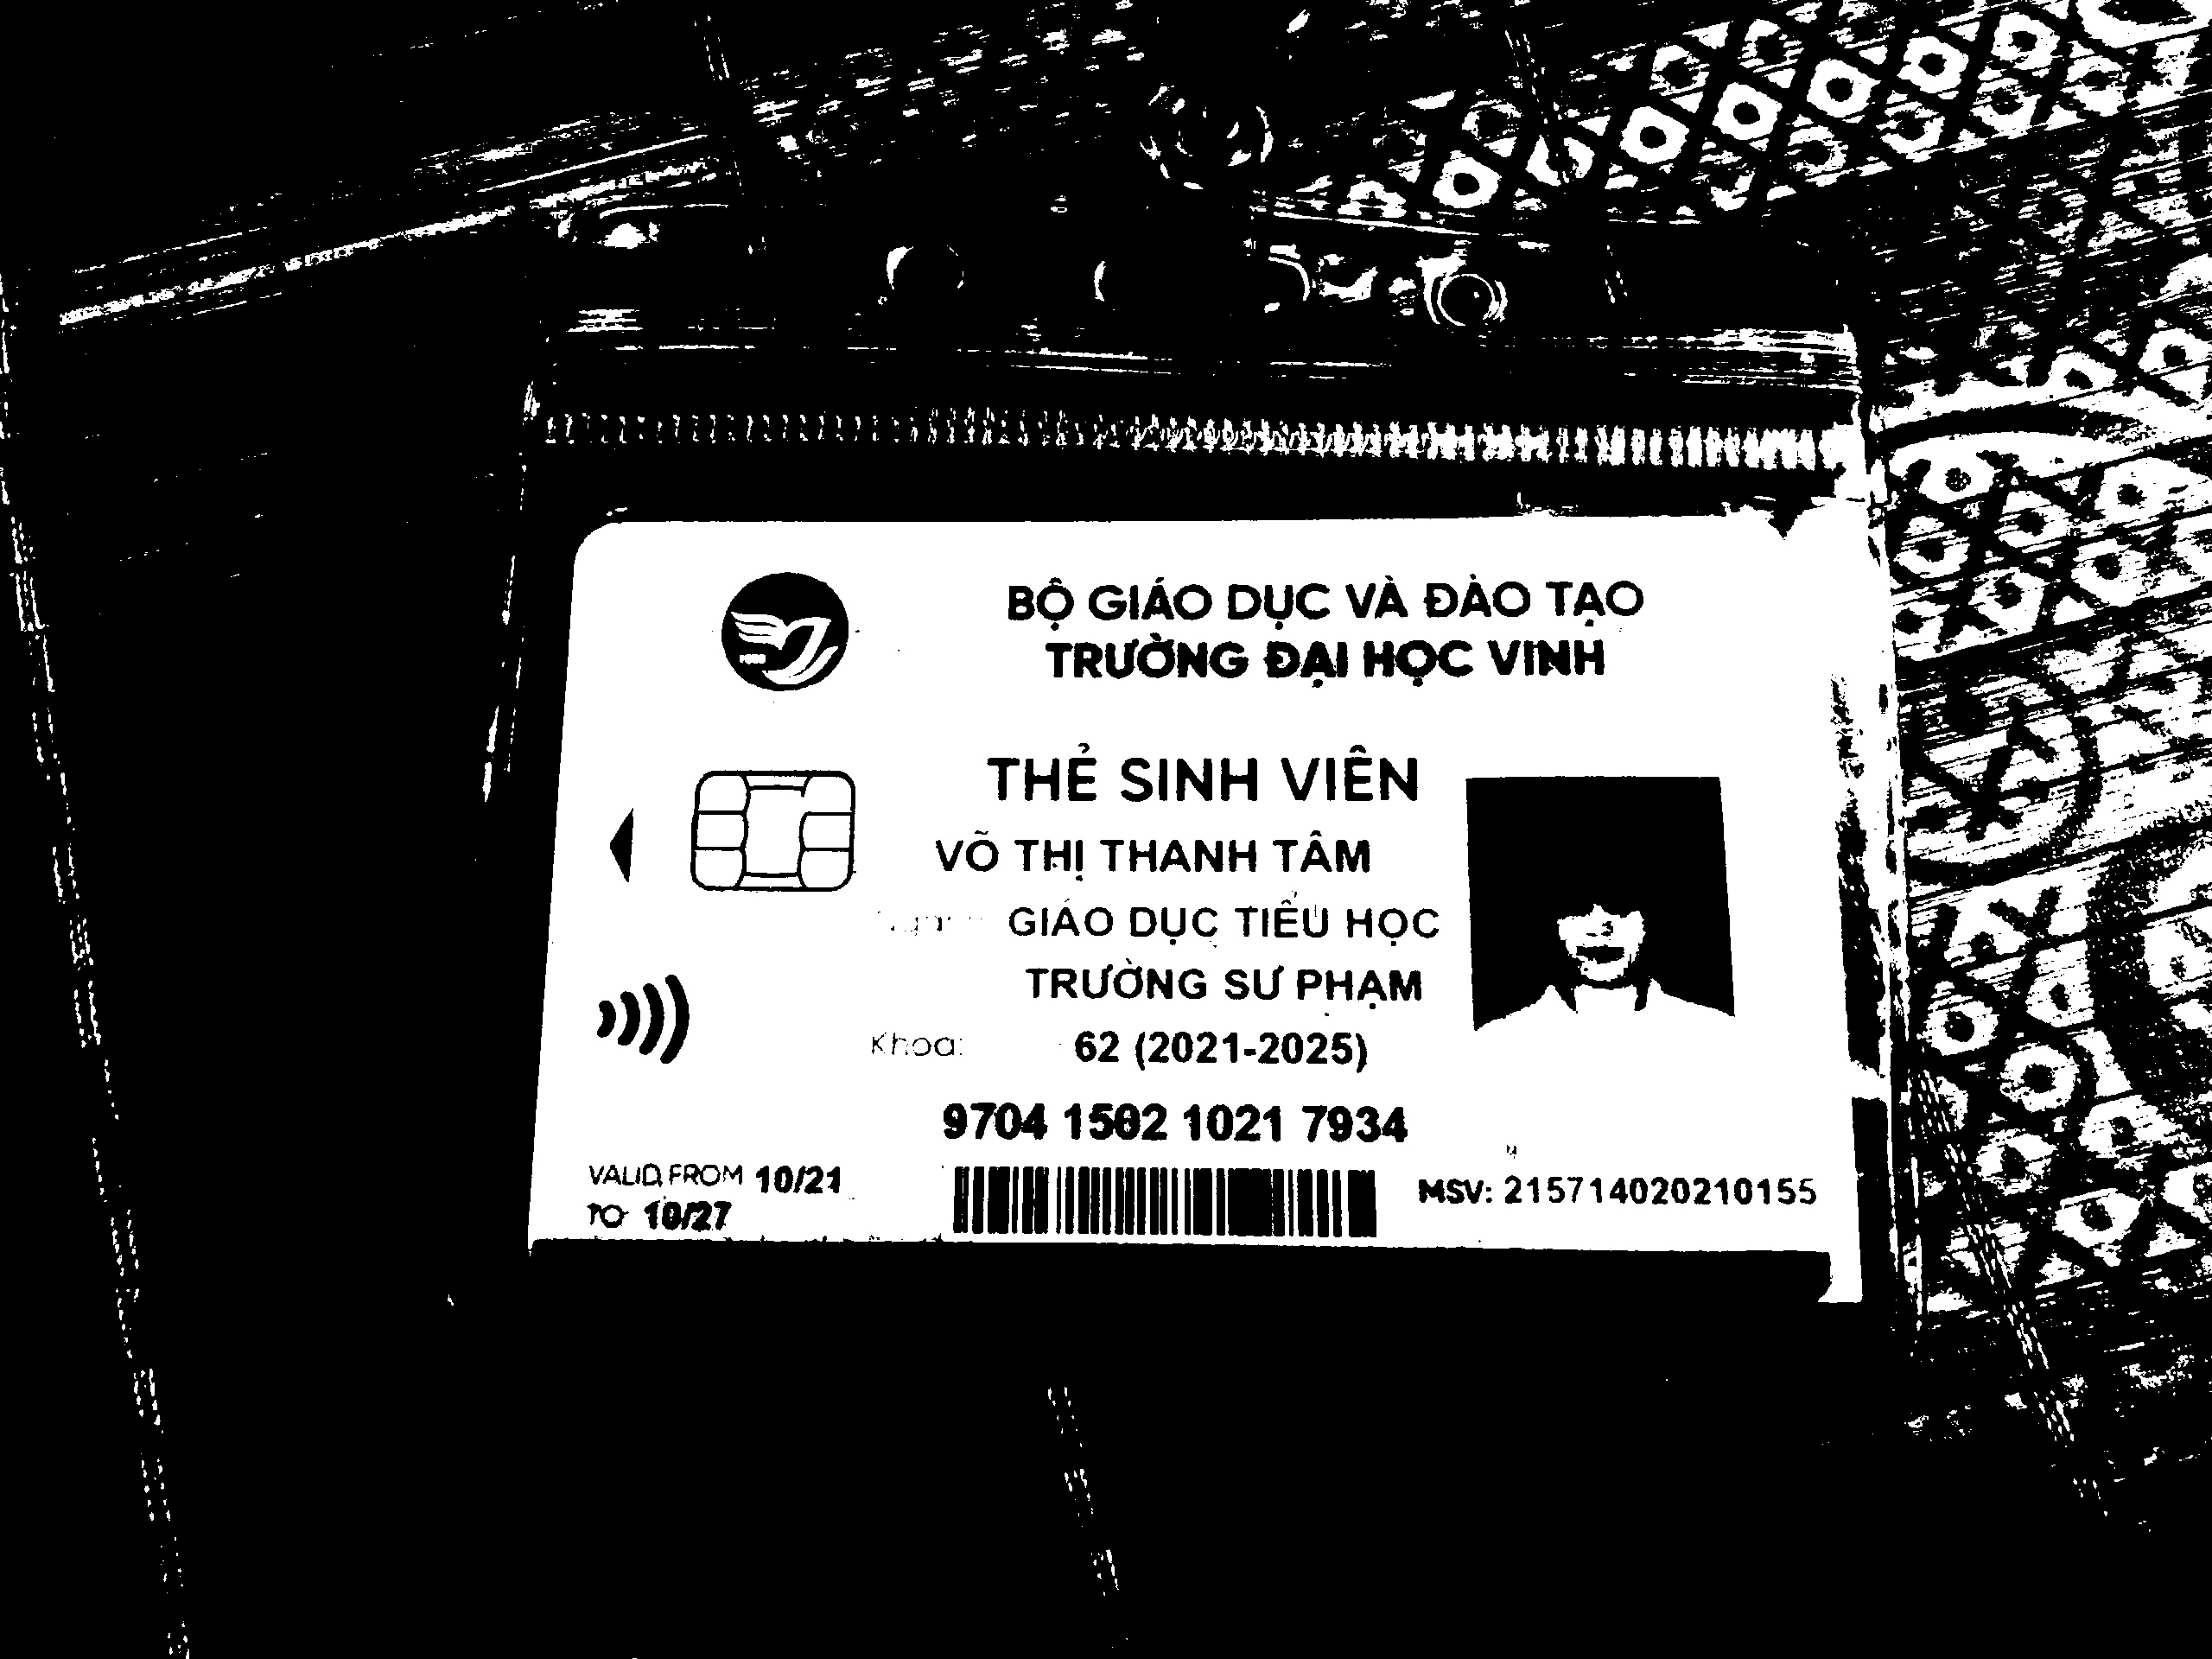 BỘ GIÁO DỤC VÀ ĐÀO TẠO
TRƯỜNG ĐẠI HỌC VINH
THẺ SINH VIÊN
VÕ THỊ THANH TÂM
GIÁO DỤC TIỂU HỌC
TRƯỜNG SƯ PHẠM
Khoa: 62 (2021-2025)
9704 1502 1021 7934
VALID FROM 10/21
TO 10/27
MSV: 215714020210155